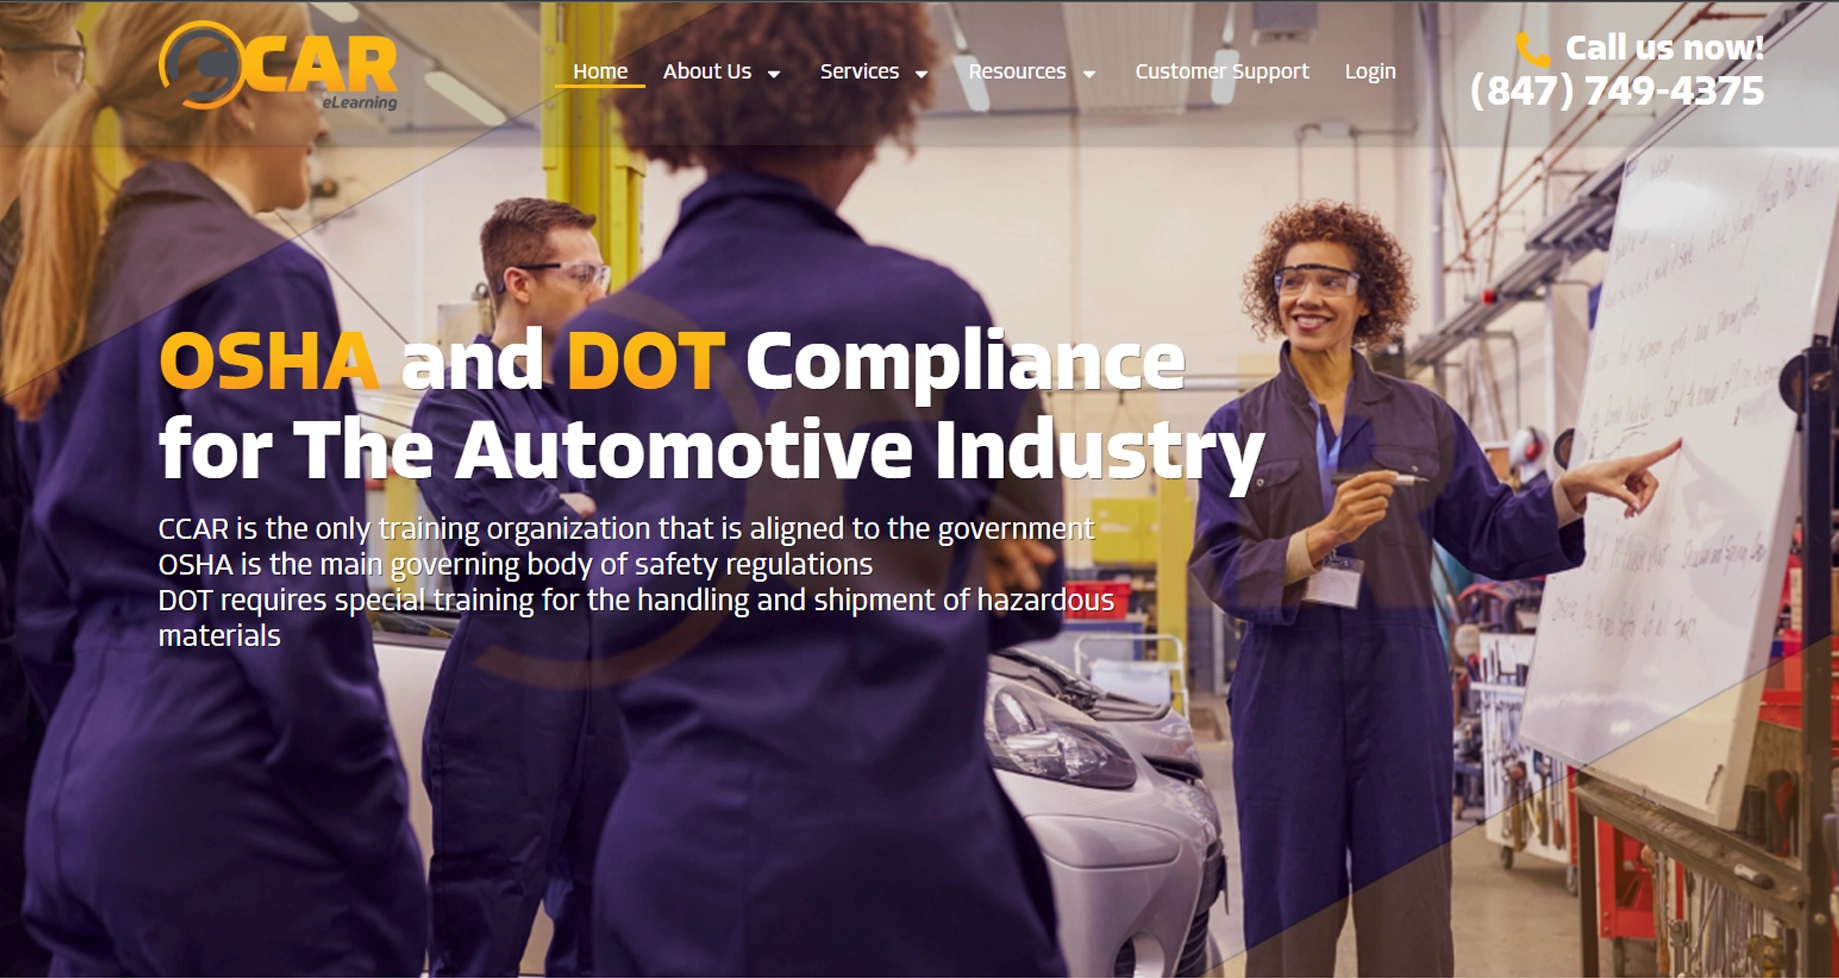 CCAR
eLearning
Home About Us Services Resources Customer Support Login
Call us now!
(847) 749-4375
OSHA and DOT Compliance
for The Automotive Industry
CCAR is the only training organization that is aligned to the government
OSHA is the main governing body of safety regulations
DOT requires special training for the handling and shipment of hazardous
materials